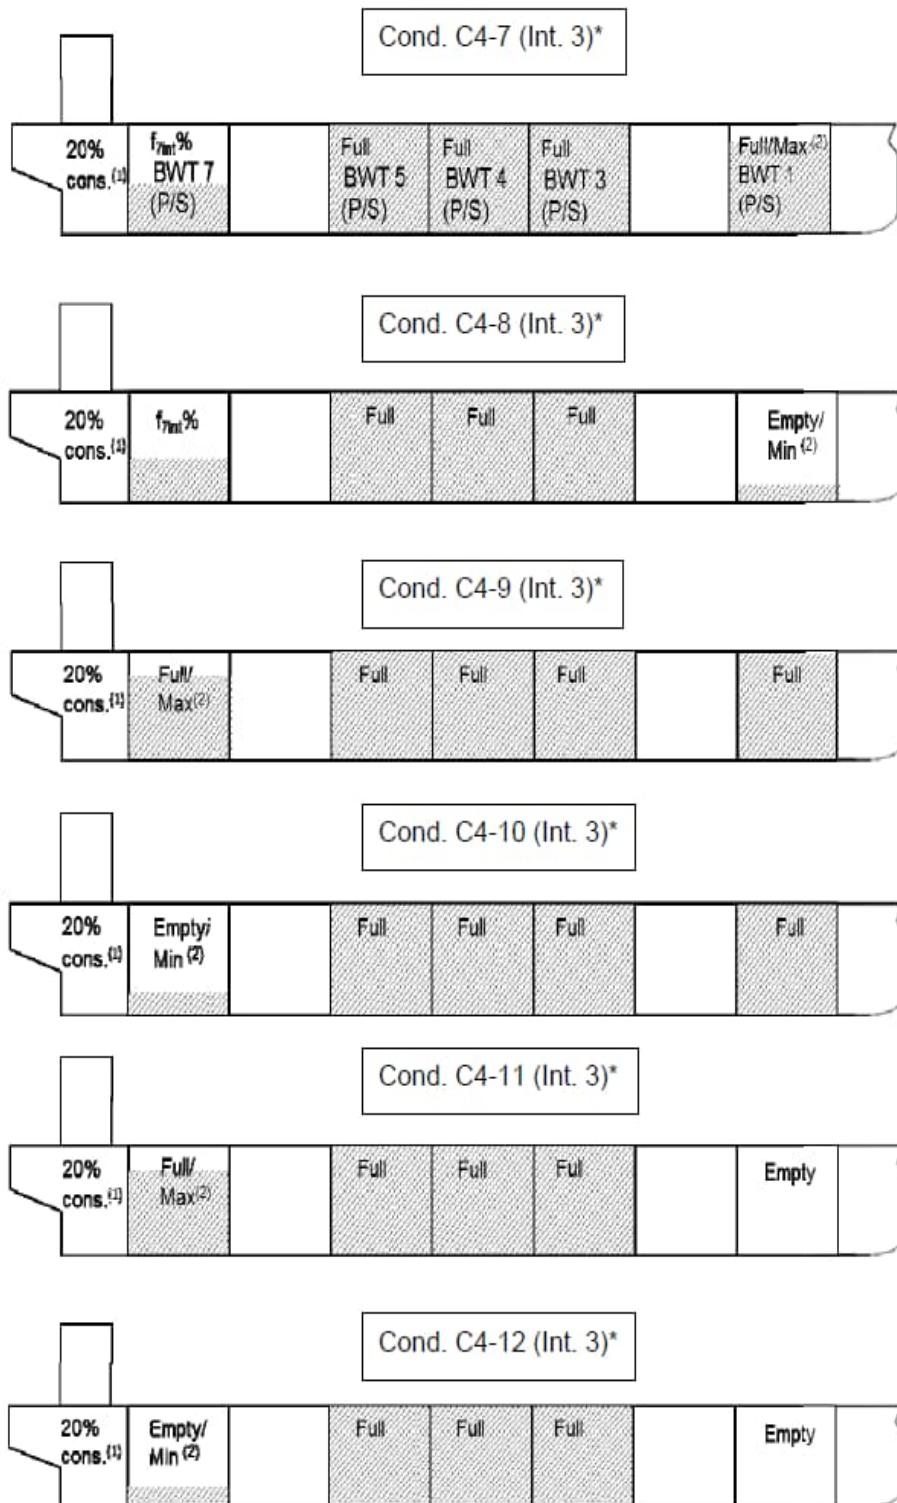 Cond. C4-7 (Int. 3)*
20%
cons.(1)
f7int%
BWT 7
(P/S)
Full
BWT 5
(P/S)
Full
BWT 4
(P/S)
Full
BWT 3
(P/S)
Full/Max (2)
BWT 1
(P/S)
Cond. C4-8 (Int. 3)*
20%
cons.(1)
f7int%
Full
Full
Full
Empty/
Min (2)
Cond. C4-9 (Int. 3)*
20%
cons.(1)
Full/
Max(2)
Full
Full
Full
Full
Cond. C4-10 (Int. 3)*
20%
cons.(1)
Empty/
Min (2)
Full
Full
Full
Full
Cond. C4-11 (Int. 3)*
20%
cons.(1)
Full/
Max(2)
Full
Full
Full
Empty
Cond. C4-12 (Int. 3)*
20%
cons.(1)
Empty/
Min (2)
Full
Full
Full
Empty